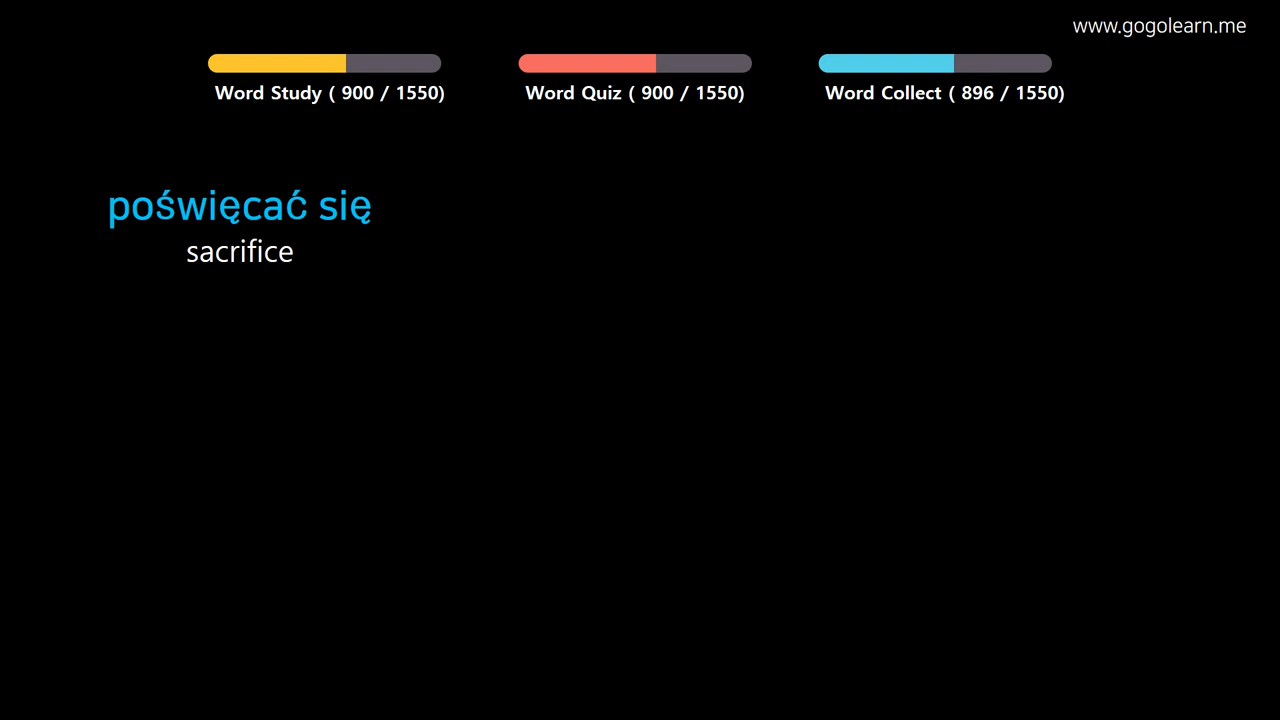 www.gogolearn.me
Word Study ( 900 / 1550)
Word Quiz ( 900 / 1550)
Word Collect ( 896 / 1550)
poświęcać się
sacrifice